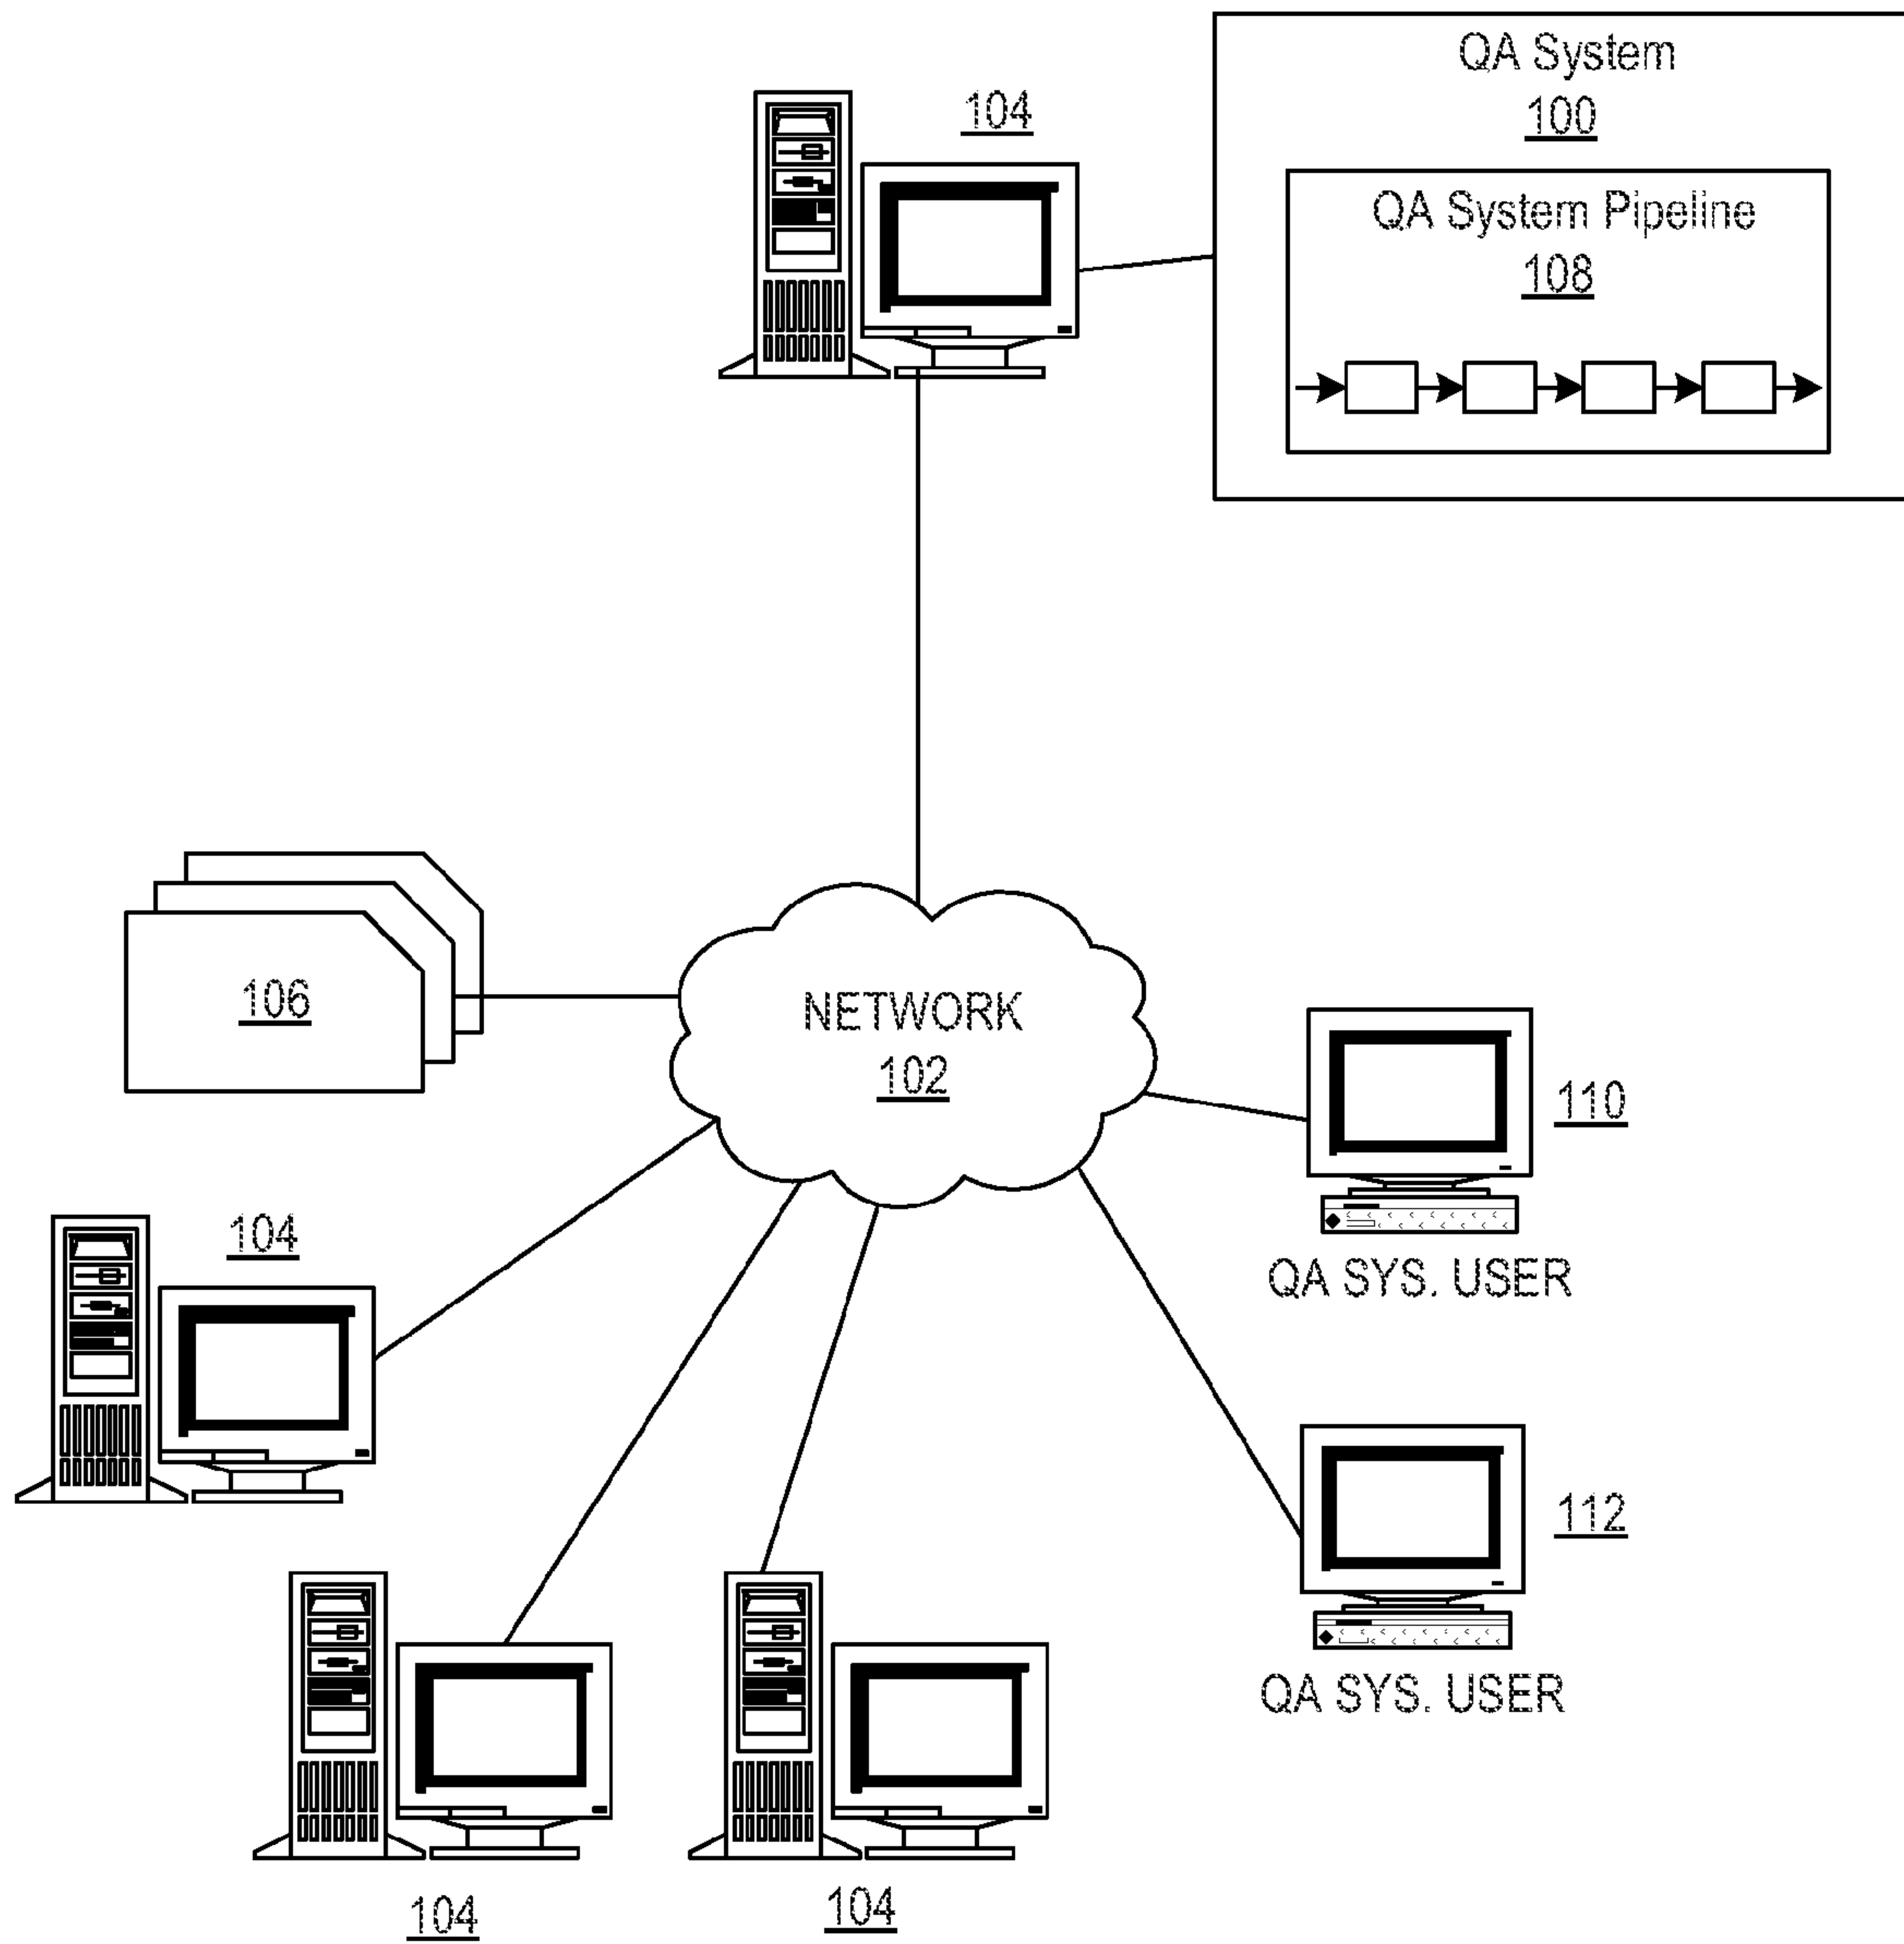 QA System
100
104
QA System Pipeline
108
106
NETWORK
102
110
QA SYS. USER
104
112
QA SYS. USER
104
104